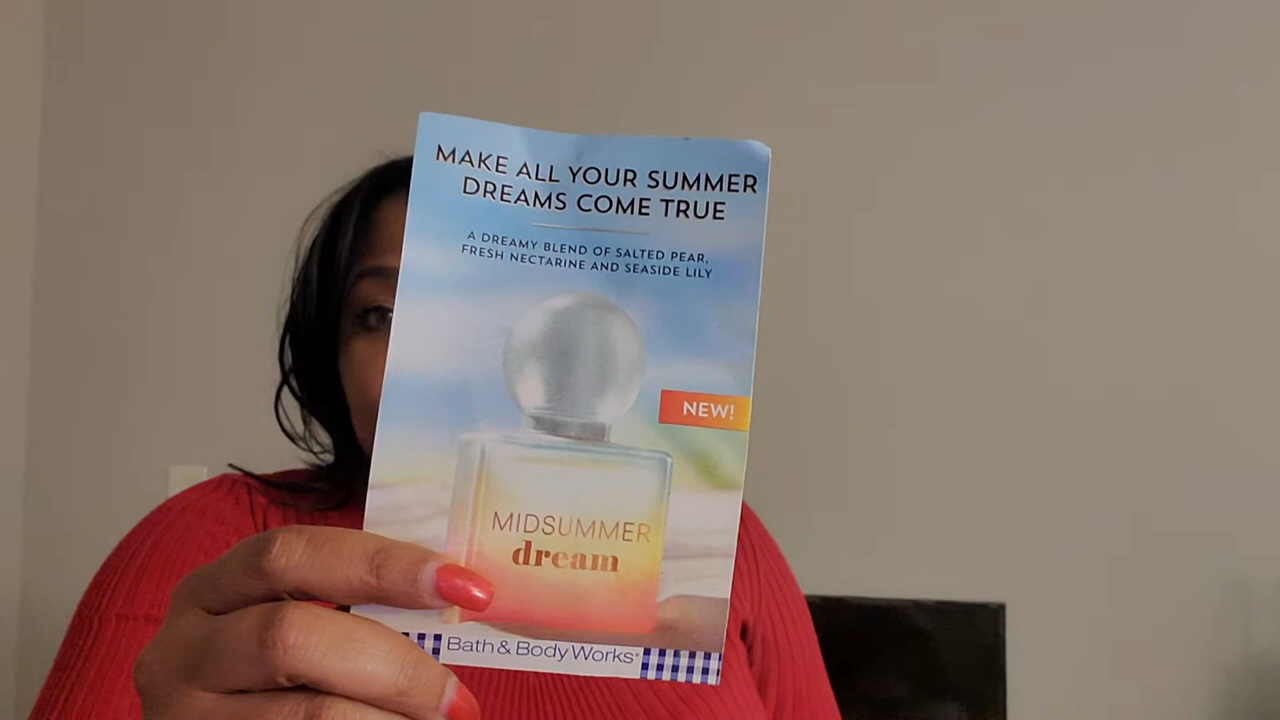 MAKE ALL YOUR SUMMER
DREAMS COME TRUE
A DREAMY BLEND OF SALTED PEAR,
FRESH NECTARINE AND SEASIDE LILY
NEW!
MIDSUMMER
dream
Bath & Body Works®